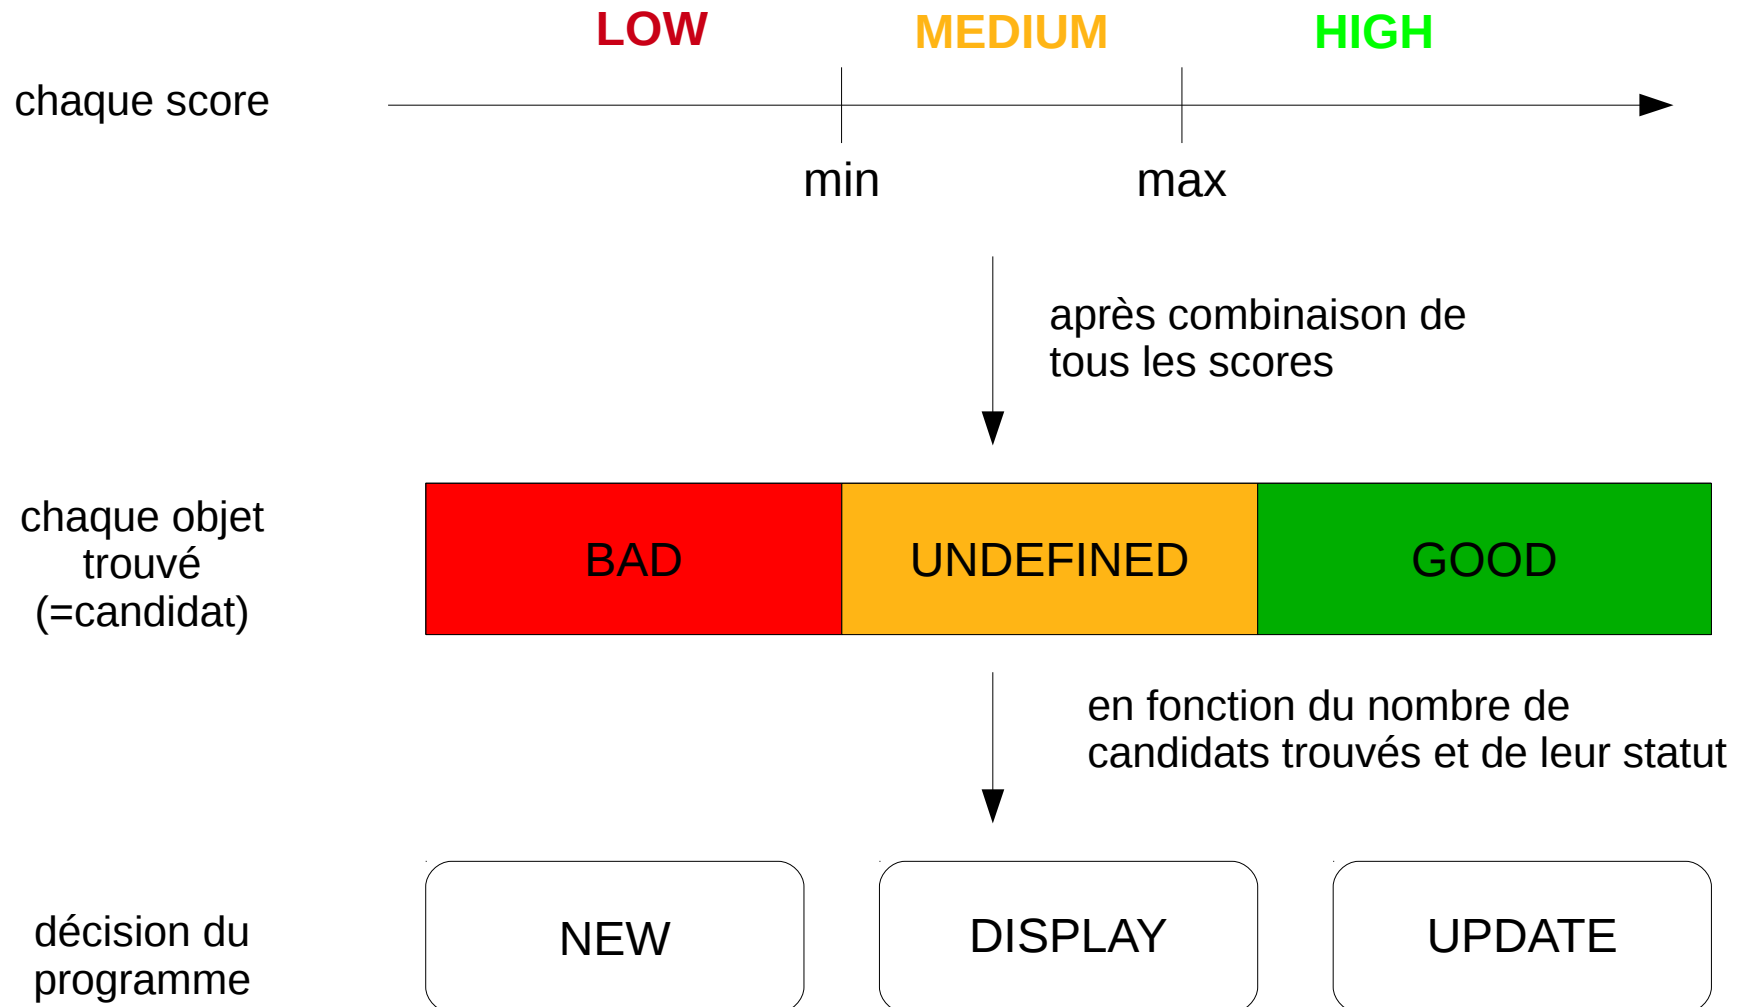 LOW MEDIUM HIGH
chaque score
min max
après combinaison de
tous les scores
chaque objet
trouvé
(=candidat)
BAD UNDEFINED GOOD
en fonction du nombre de
candidats trouvés et de leur statut
décision du
programme
NEW DISPLAY UPDATE